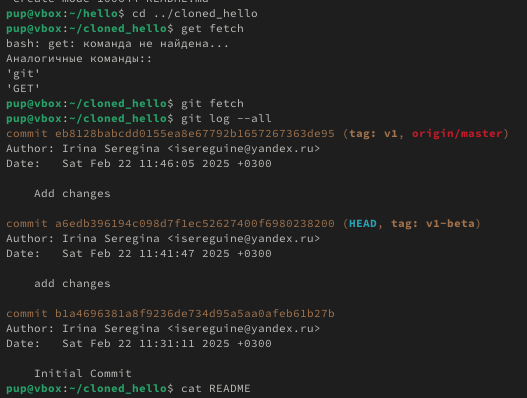 pup@vbox:~/hello$ cd ../cloned_hello
pup@vbox:~/cloned_hello$ get fetch
bash: get: команда не найдена...
Аналогичные команды::
'git'
'GET'
pup@vbox:~/cloned_hello$ git fetch
pup@vbox:~/cloned_hello$ git log --all
commit eb8128babcdd0155ea8e67792b1657267363de95 (tag: v1, origin/master)
Author: Irina Seregina <isereguine@yandex.ru>
Date:   Sat Feb 22 11:46:05 2025 +0300
    Add changes
commit a6edb396194c098d7f1ec52627400f6980238200 (HEAD, tag: v1-beta)
Author: Irina Seregina <isereguine@yandex.ru>
Date:   Sat Feb 22 11:41:47 2025 +0300
    add changes
commit b1a4696381a8f9236de734d95a5aa0afeb61b27b
Author: Irina Seregina <isereguine@yandex.ru>
Date:   Sat Feb 22 11:31:11 2025 +0300
    Initial Commit
pup@vbox:~/cloned_hello$ cat README